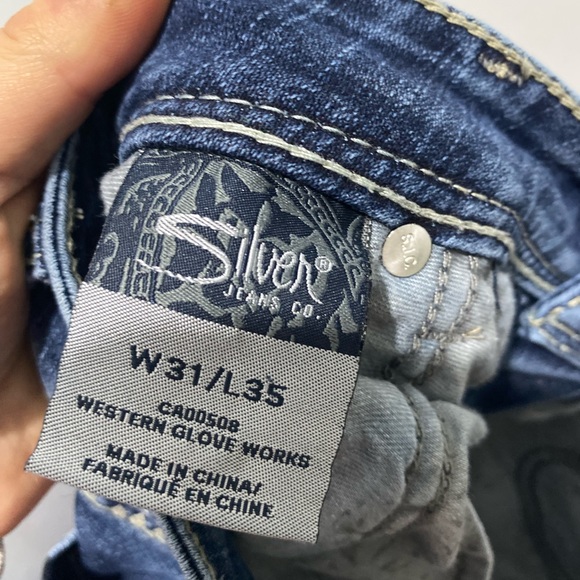 Silver®
JEANS CO.
W31/L35
CA00508
WESTERN GLOVE WORKS
MADE IN CHINA/
FABRIQUÉ EN CHINE